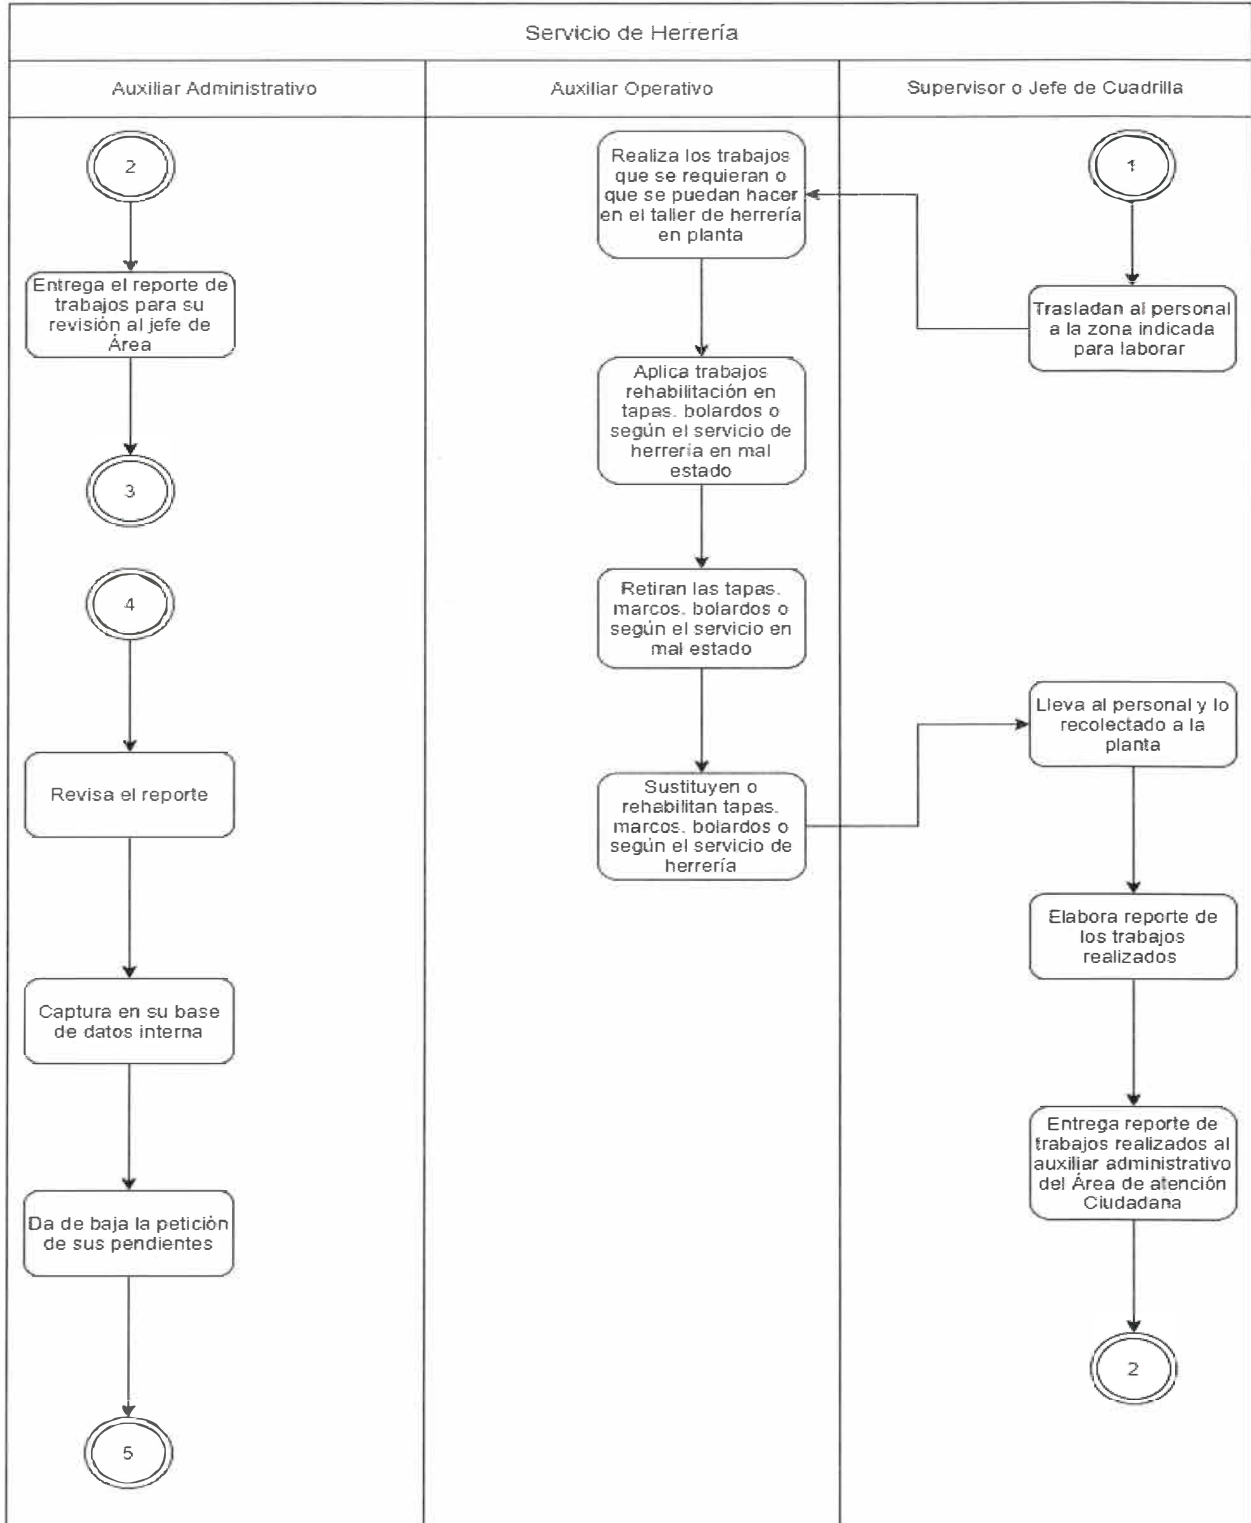 Servicio de Herrería
Auxiliar Administrativo
Auxiliar Operativo
Supervisor o Jefe de Cuadrilla
2
Entrega el reporte de
trabajos para su
revisión al jefe de
Área
3
4
Revisa el reporte
Captura en su base
de datos interna
Da de baja la petición
de sus pendientes
5
Realiza los trabajos
que se requieran o
que se puedan hacer
en el taller de herrería
en planta
Aplica trabajos
rehabilitación en
tapas. bolardos o
según el servicio de
herrería en mal
estado
Retiran las tapas.
marcos. bolardos o
según el servicio en
mal estado
Sustituyen o
rehabilitan tapas.
marcos. bolardos o
según el servicio de
herrería
1
Trasladan al personal
a la zona indicada
para laborar
Lleva al personal y lo
recolectado a la
planta
Elabora reporte de
los trabajos
realizados
Entrega reporte de
trabajos realizados al
auxiliar administrativo
del Área de atención
Ciudadana
2